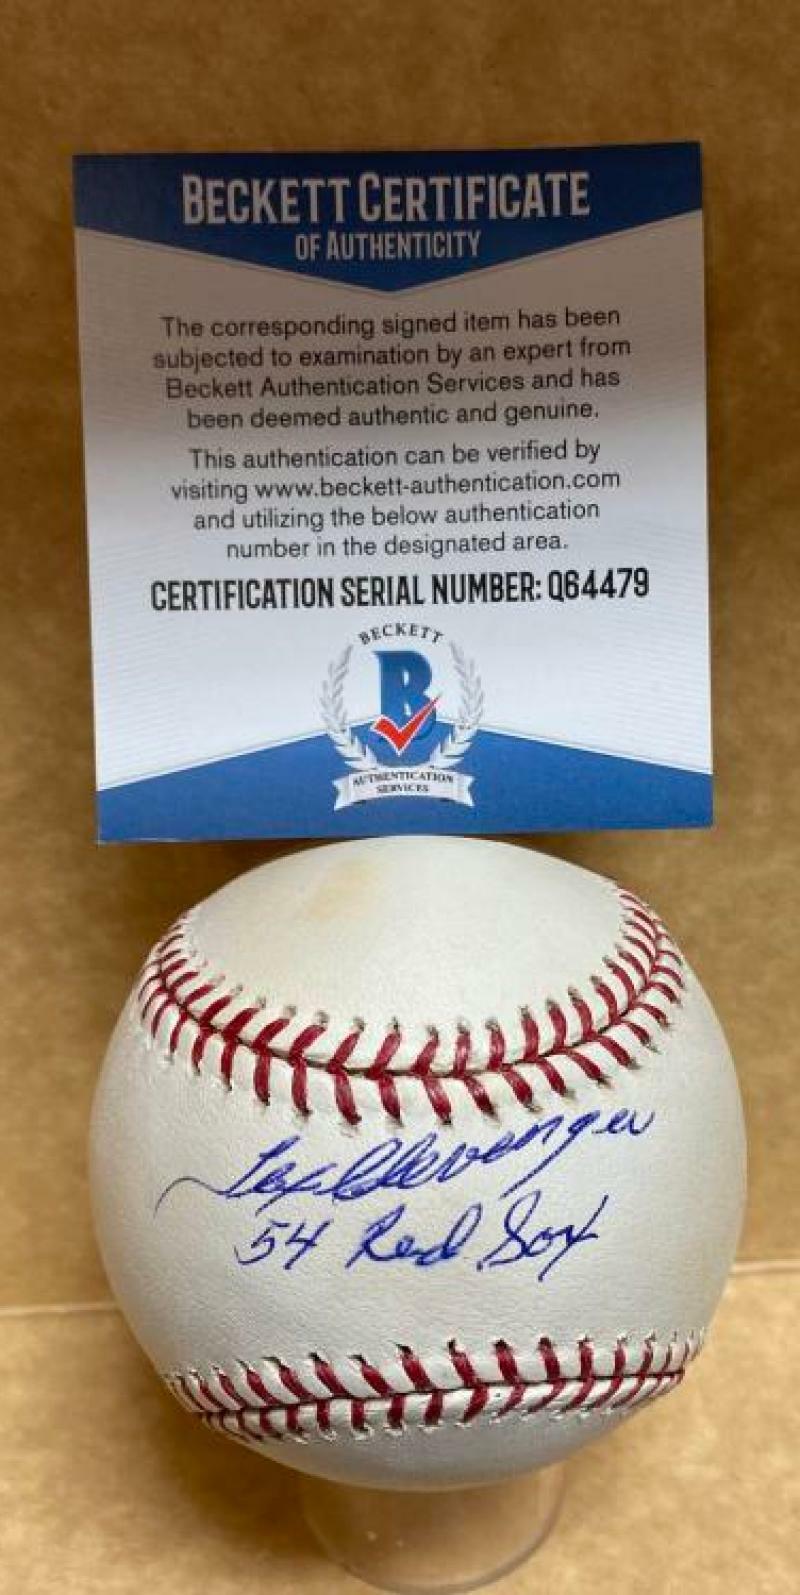 BECKETT CERTIFICATE
OF AUTHENTICITY
The corresponding signed item has been
subjected to examination by an expert from
Beckett Authentication Services and has
been deemed authentic and genuine.
This authentication can be verified by
visiting www.beckett-authentication.com
and utilizing the below authentication
number in the designated area.
CERTIFICATION SERIAL NUMBER: Q64479
BECKETT
B
AUTHENTICATION
SERVICES
Tex Clevenger
54 Red Sox